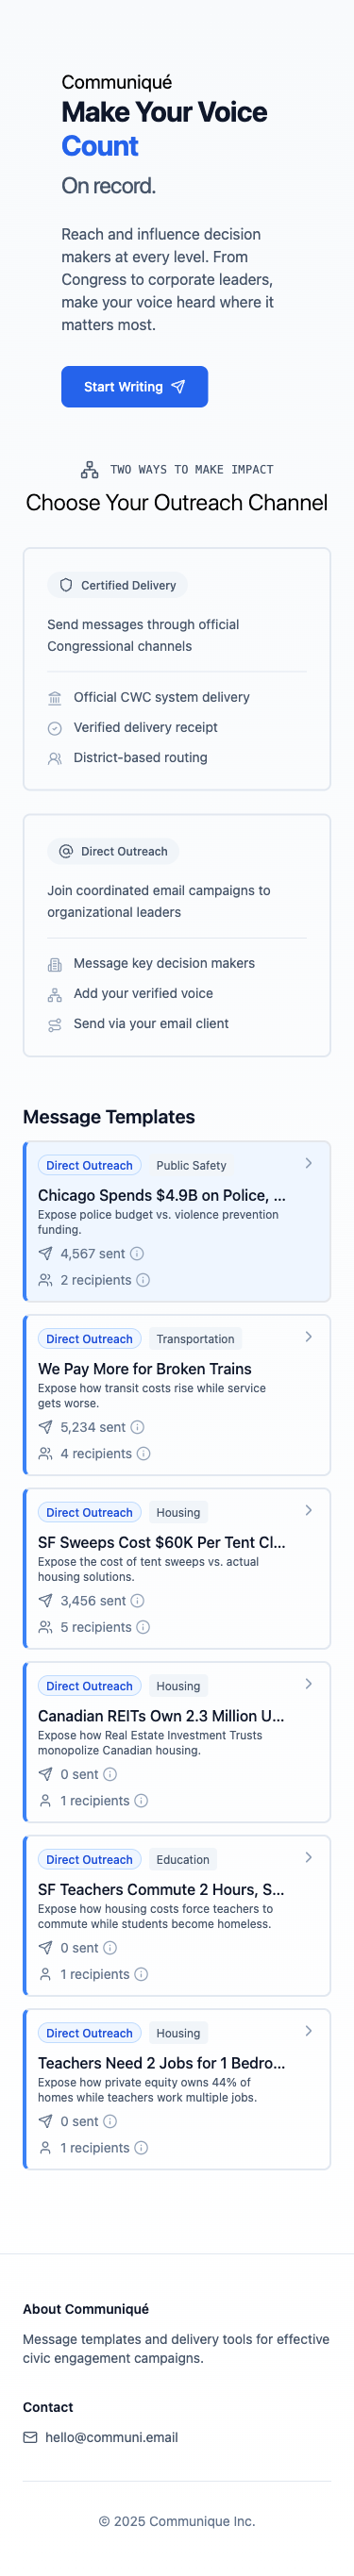 Communiqué
Make Your Voice
Count
On record.
Reach and influence decision
makers at every level. From
Congress to corporate leaders,
make your voice heard where it
matters most.
Start Writing
TWO WAYS TO MAKE IMPACT
Choose Your Outreach Channel
Certified Delivery
Send messages through official
Congressional channels
Official CWC system delivery
Verified delivery receipt
District-based routing
Direct Outreach
Join coordinated email campaigns to
organizational leaders
Message key decision makers
Add your verified voice
Send via your email client
Message Templates
Direct Outreach Public Safety
Chicago Spends $4.9B on Police, ...
Expose police budget vs. violence prevention
funding.
4,567 sent
2 recipients
Direct Outreach Transportation
We Pay More for Broken Trains
Expose how transit costs rise while service
gets worse.
5,234 sent
4 recipients
Direct Outreach Housing
SF Sweeps Cost $60K Per Tent Cl...
Expose the cost of tent sweeps vs. actual
housing solutions.
3,456 sent
5 recipients
Direct Outreach Housing
Canadian REITs Own 2.3 Million U...
Expose how Real Estate Investment Trusts
monopolize Canadian housing.
0 sent
1 recipients
Direct Outreach Education
SF Teachers Commute 2 Hours, S...
Expose how housing costs force teachers to
commute while students become homeless.
0 sent
1 recipients
Direct Outreach Housing
Teachers Need 2 Jobs for 1 Bedro...
Expose how private equity owns 44% of
homes while teachers work multiple jobs.
0 sent
1 recipients
About Communiqué
Message templates and delivery tools for effective
civic engagement campaigns.
Contact
hello@communi.email
© 2025 Communique Inc.